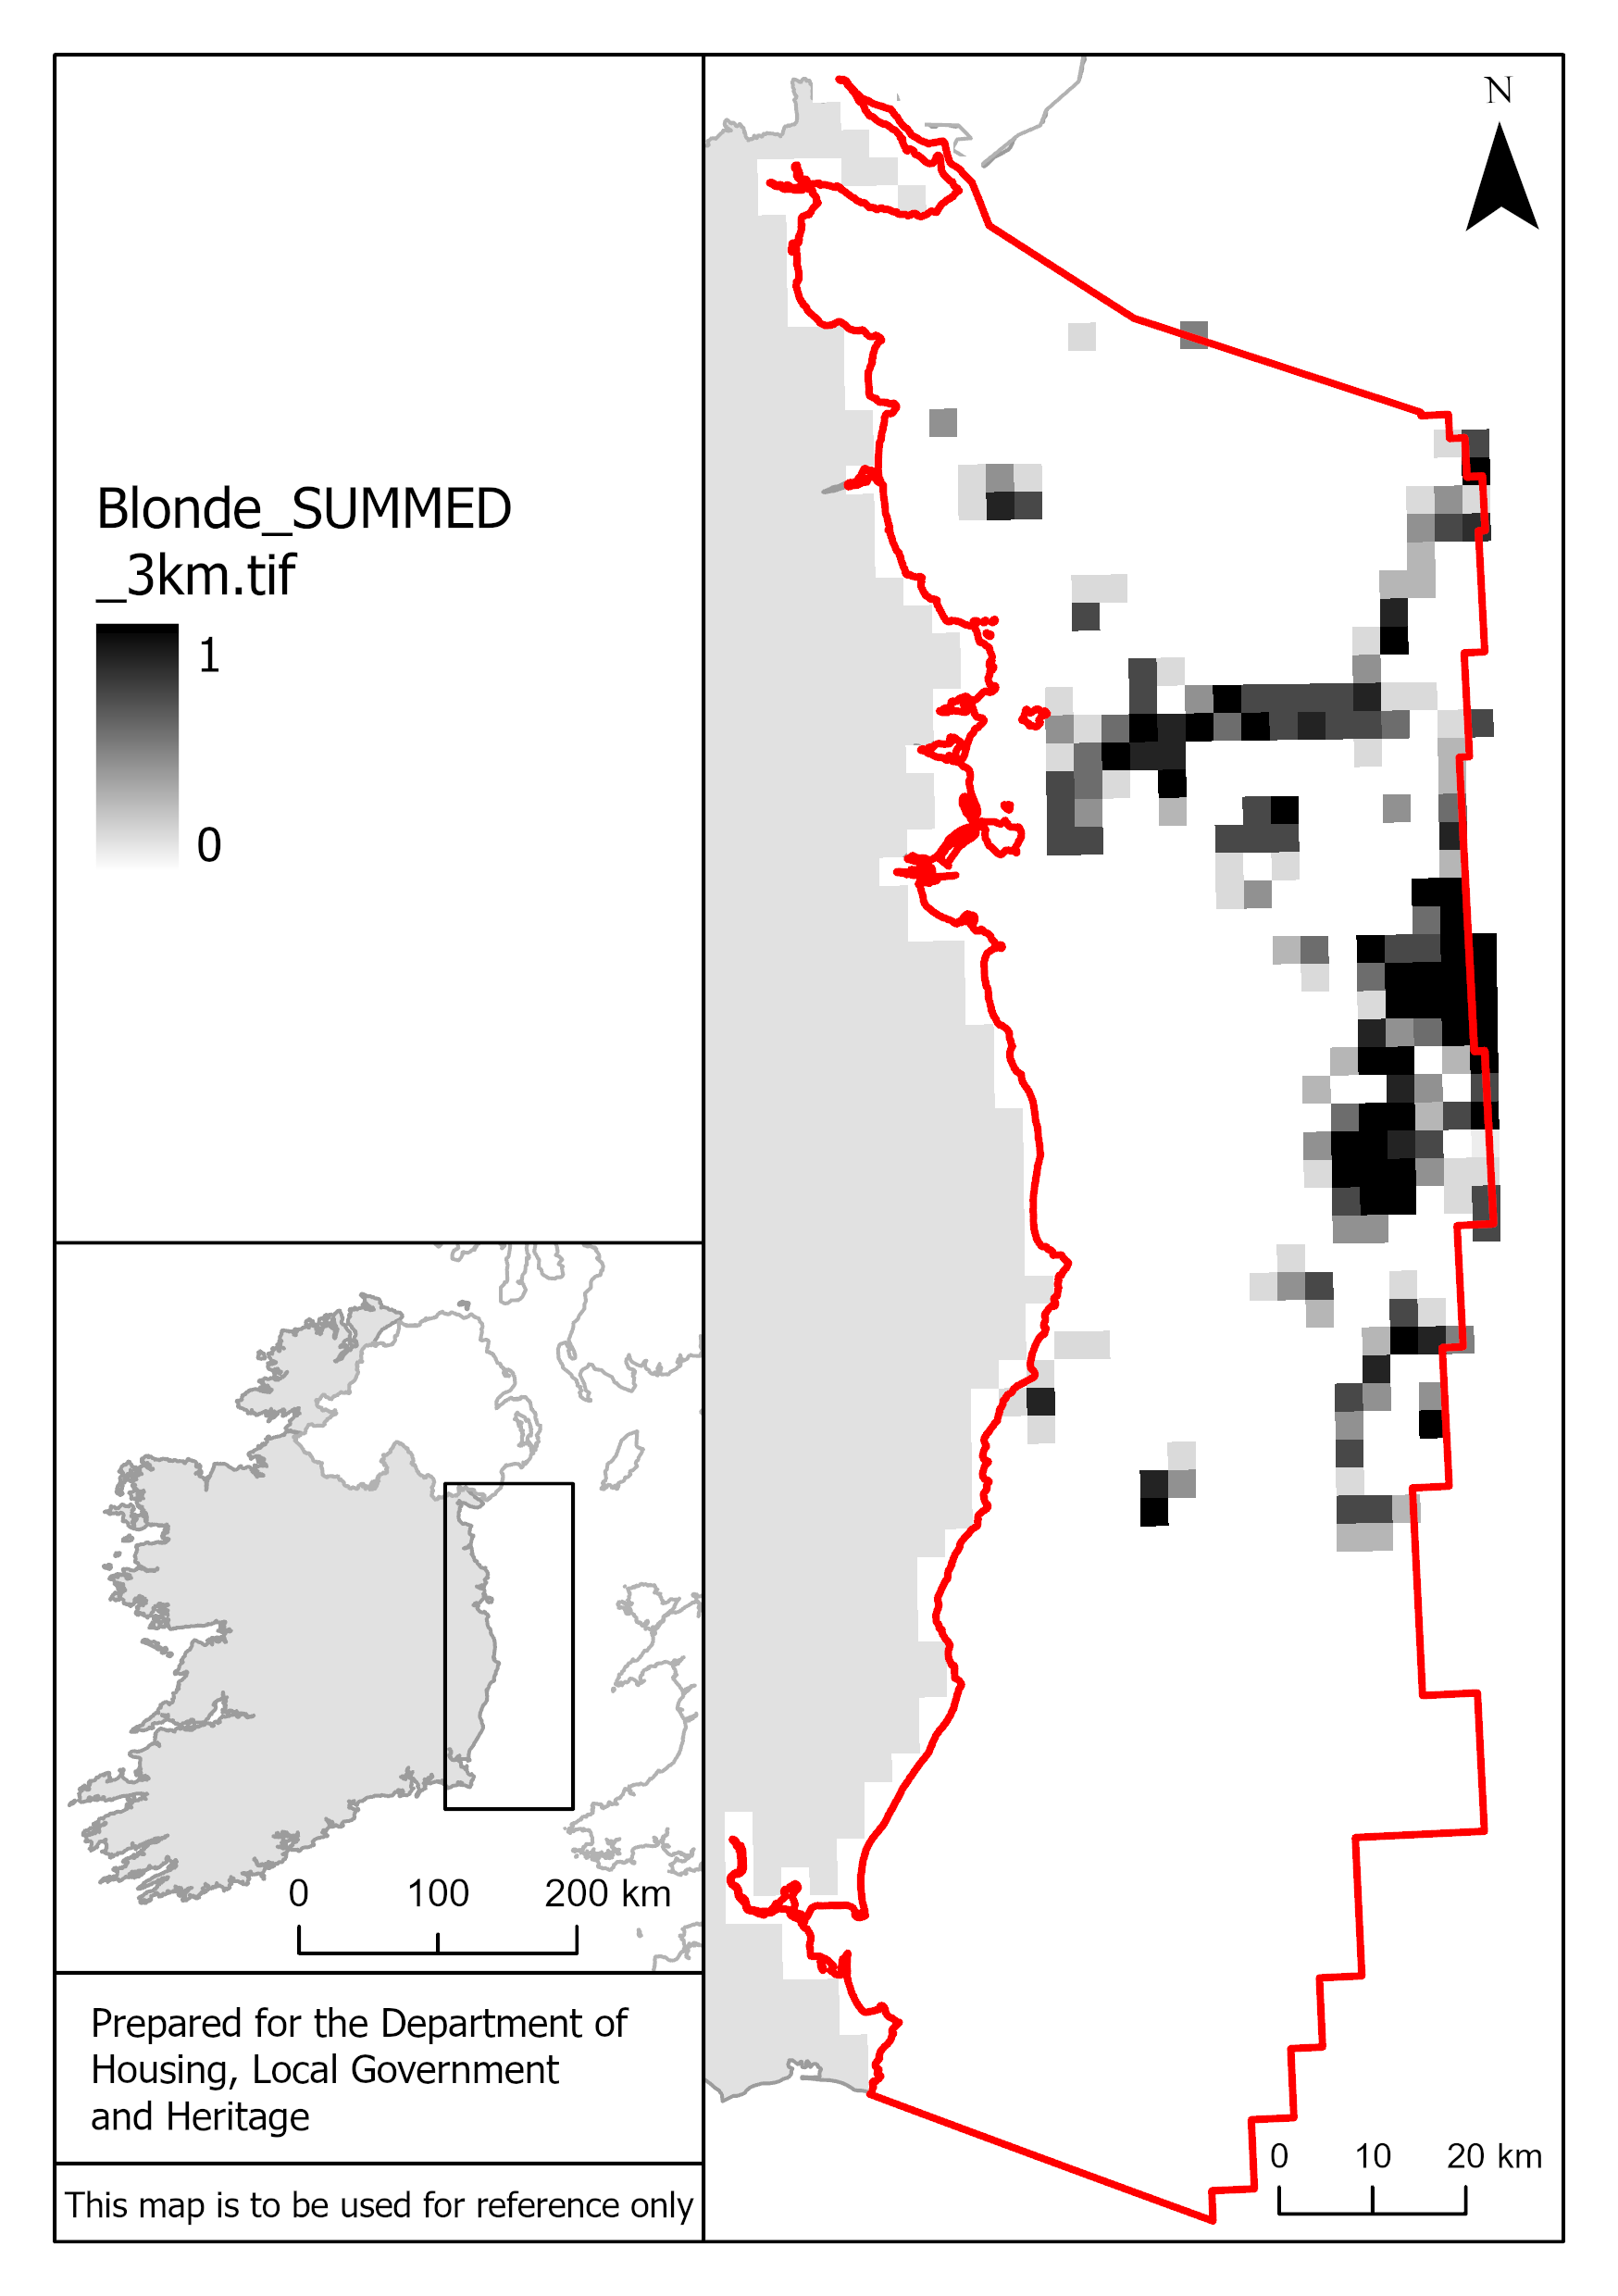 Blonde_SUMMED
_3km.tif
1
0
0 100 200 km
Prepared for the Department of
Housing, Local Government
and Heritage
This map is to be used for reference only
N
0 10 20 km